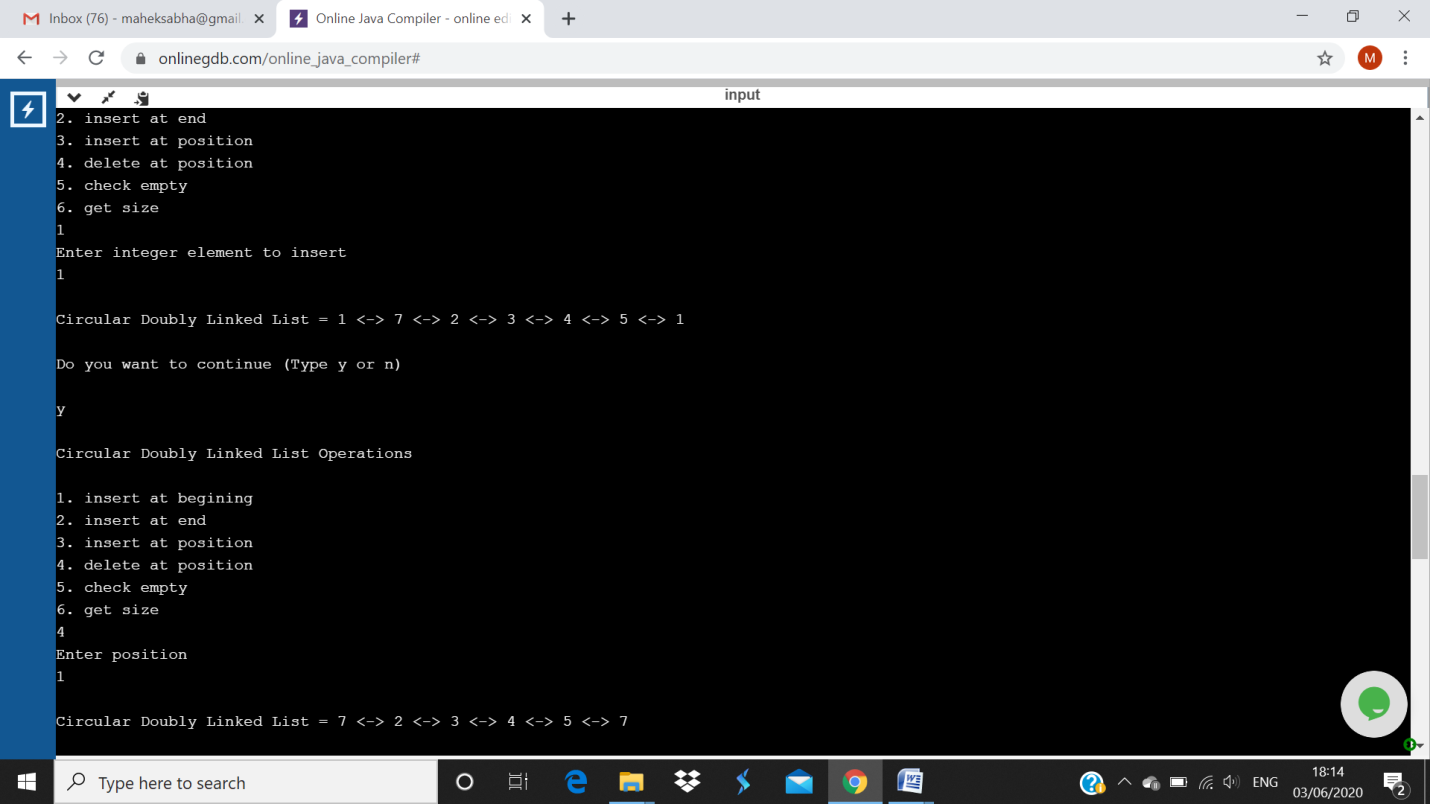 Inbox (76) - maheksabha@gmail.
Online Java Compiler - online edi
onlinegdb.com/online_java_compiler#
M
input
2. insert at end
3. insert at position
4. delete at position
5. check empty
6. get size
1
Enter integer element to insert
1
Circular Doubly Linked List = 1 <-> 7 <-> 2 <-> 3 <-> 4 <-> 5 <-> 1
Do you want to continue (Type y or n)
y
Circular Doubly Linked List Operations
1. insert at begining
2. insert at end
3. insert at position
4. delete at position
5. check empty
6. get size
4
Enter position
1
Circular Doubly Linked List = 7 <-> 2 <-> 3 <-> 4 <-> 5 <-> 7
Type here to search
ENG
18:14
03/06/2020
2